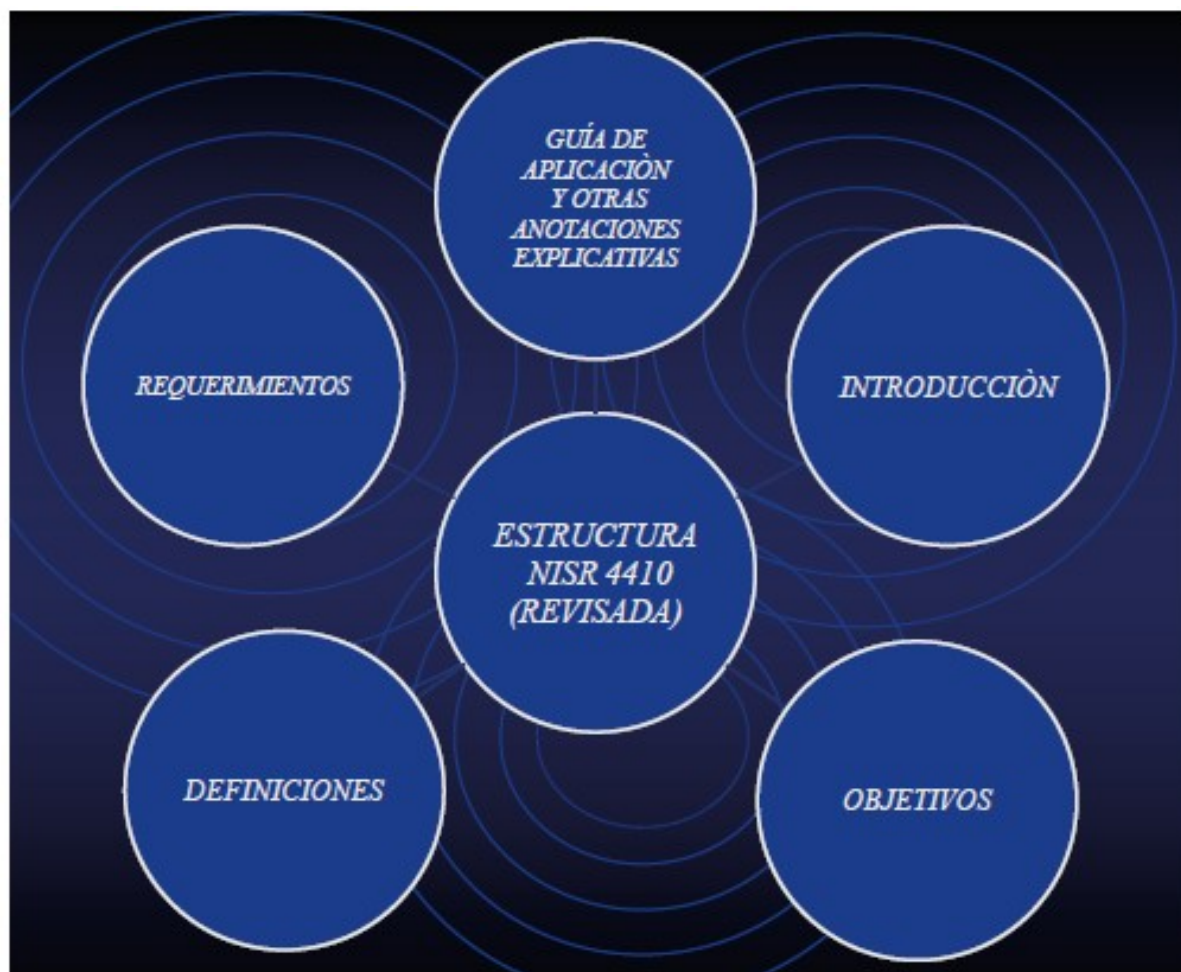 GUÍA DE
APLICACIÒN
Y OTRAS
ANOTACIONES
EXPLICATIVAS
REQUERIMIENTOS
INTRODUCCIÒN
ESTRUCTURA
NISR 4410
(REVISADA)
DEFINICIONES
OBJETIVOS